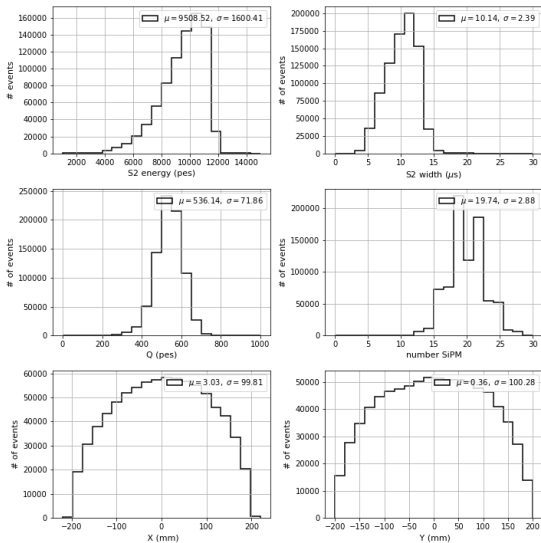 # events
160000
140000
120000
100000
80000
60000
40000
20000
0
μ = 9508.52, σ = 1600.41
2000 4000 6000 8000 10000 12000 14000
S2 energy (pes)
# of events
200000
175000
150000
125000
100000
75000
50000
25000
0
μ = 10.14, σ = 2.39
0 5 10 15 20 25 30
S2 width (μs)
# of events
250000
200000
150000
100000
50000
0
μ = 536.14, σ = 71.86
0 200 400 600 800 1000
Q (pes)
# of events
200000
150000
100000
50000
0
μ = 19.74, σ = 2.88
0 5 10 15 20 25 30
number SiPM
# of events
60000
50000
40000
30000
20000
10000
0
μ = 3.03, σ = 99.81
−200 −100 0 100 200
X (mm)
# of events
50000
40000
30000
20000
10000
0
μ = 0.36, σ = 100.28
−200 −150 −100 −50 0 50 100 150 200
Y (mm)